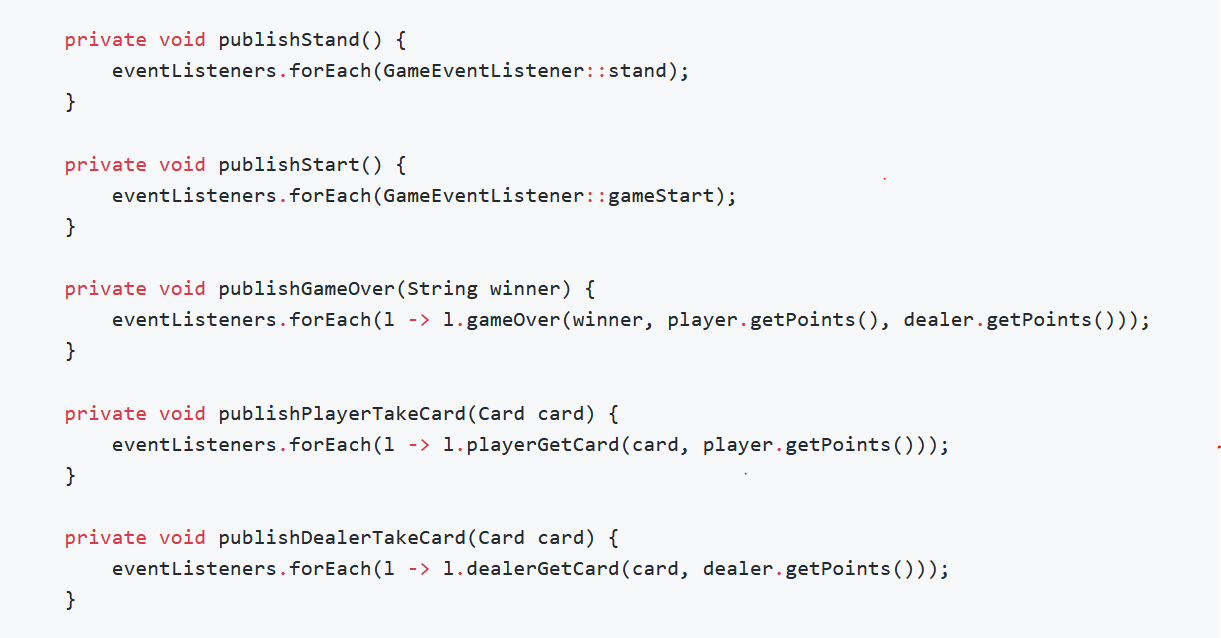 private void publishStand() {
    eventListeners.forEach(GameEventListener::stand);
}

private void publishStart() {
    eventListeners.forEach(GameEventListener::gameStart);
}

private void publishGameOver(String winner) {
    eventListeners.forEach(l -> l.gameOver(winner, player.getPoints(), dealer.getPoints()));
}

private void publishPlayerTakeCard(Card card) {
    eventListeners.forEach(l -> l.playerGetCard(card, player.getPoints()));
}

private void publishDealerTakeCard(Card card) {
    eventListeners.forEach(l -> l.dealerGetCard(card, dealer.getPoints()));
}